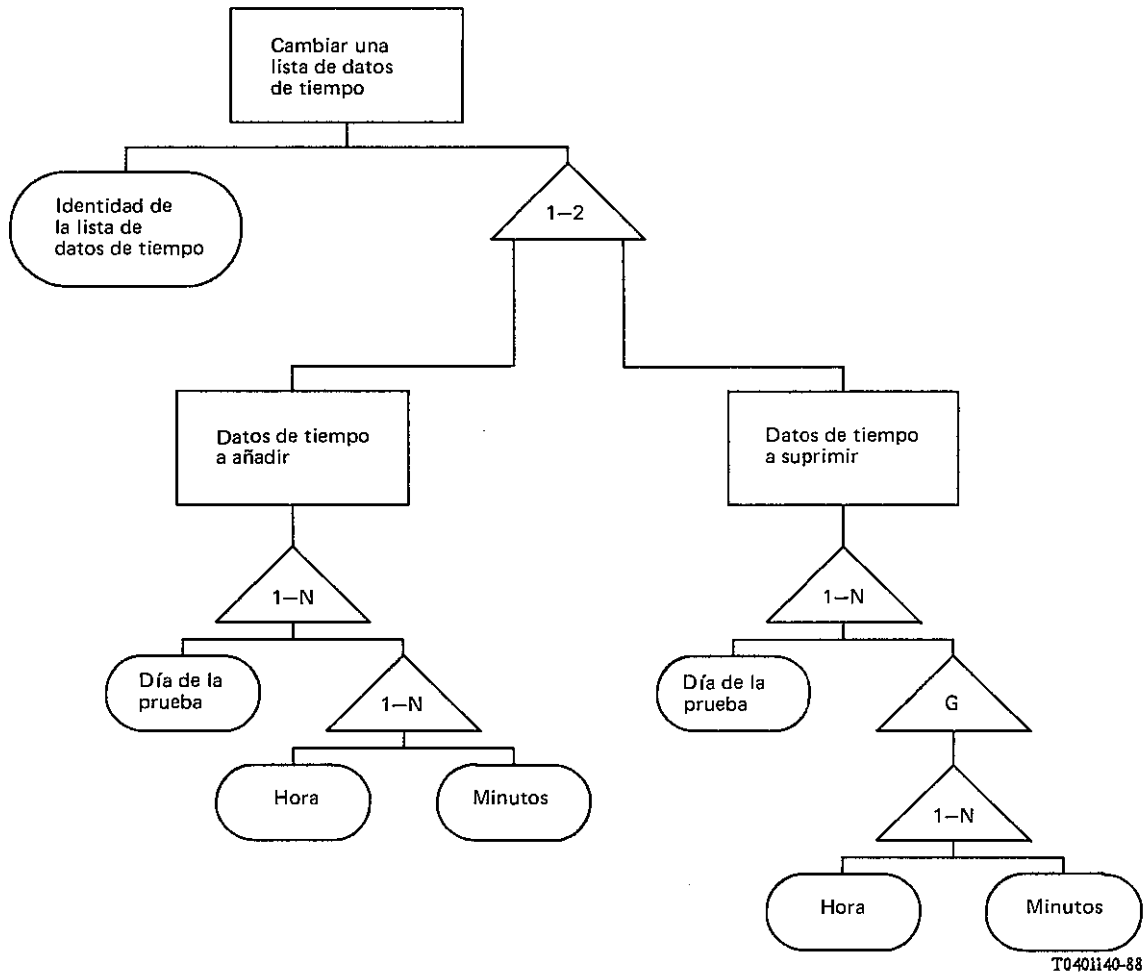 Cambiar una
lista de datos
de tiempo
Identidad de
la lista de
datos de tiempo
1—2
Datos de tiempo
a añadir
Datos de tiempo
a suprimir
1—N
1—N
Día de la
prueba
1—N
Día de la
prueba
G
Hora
Minutos
1—N
Hora
Minutos
T0401140-88